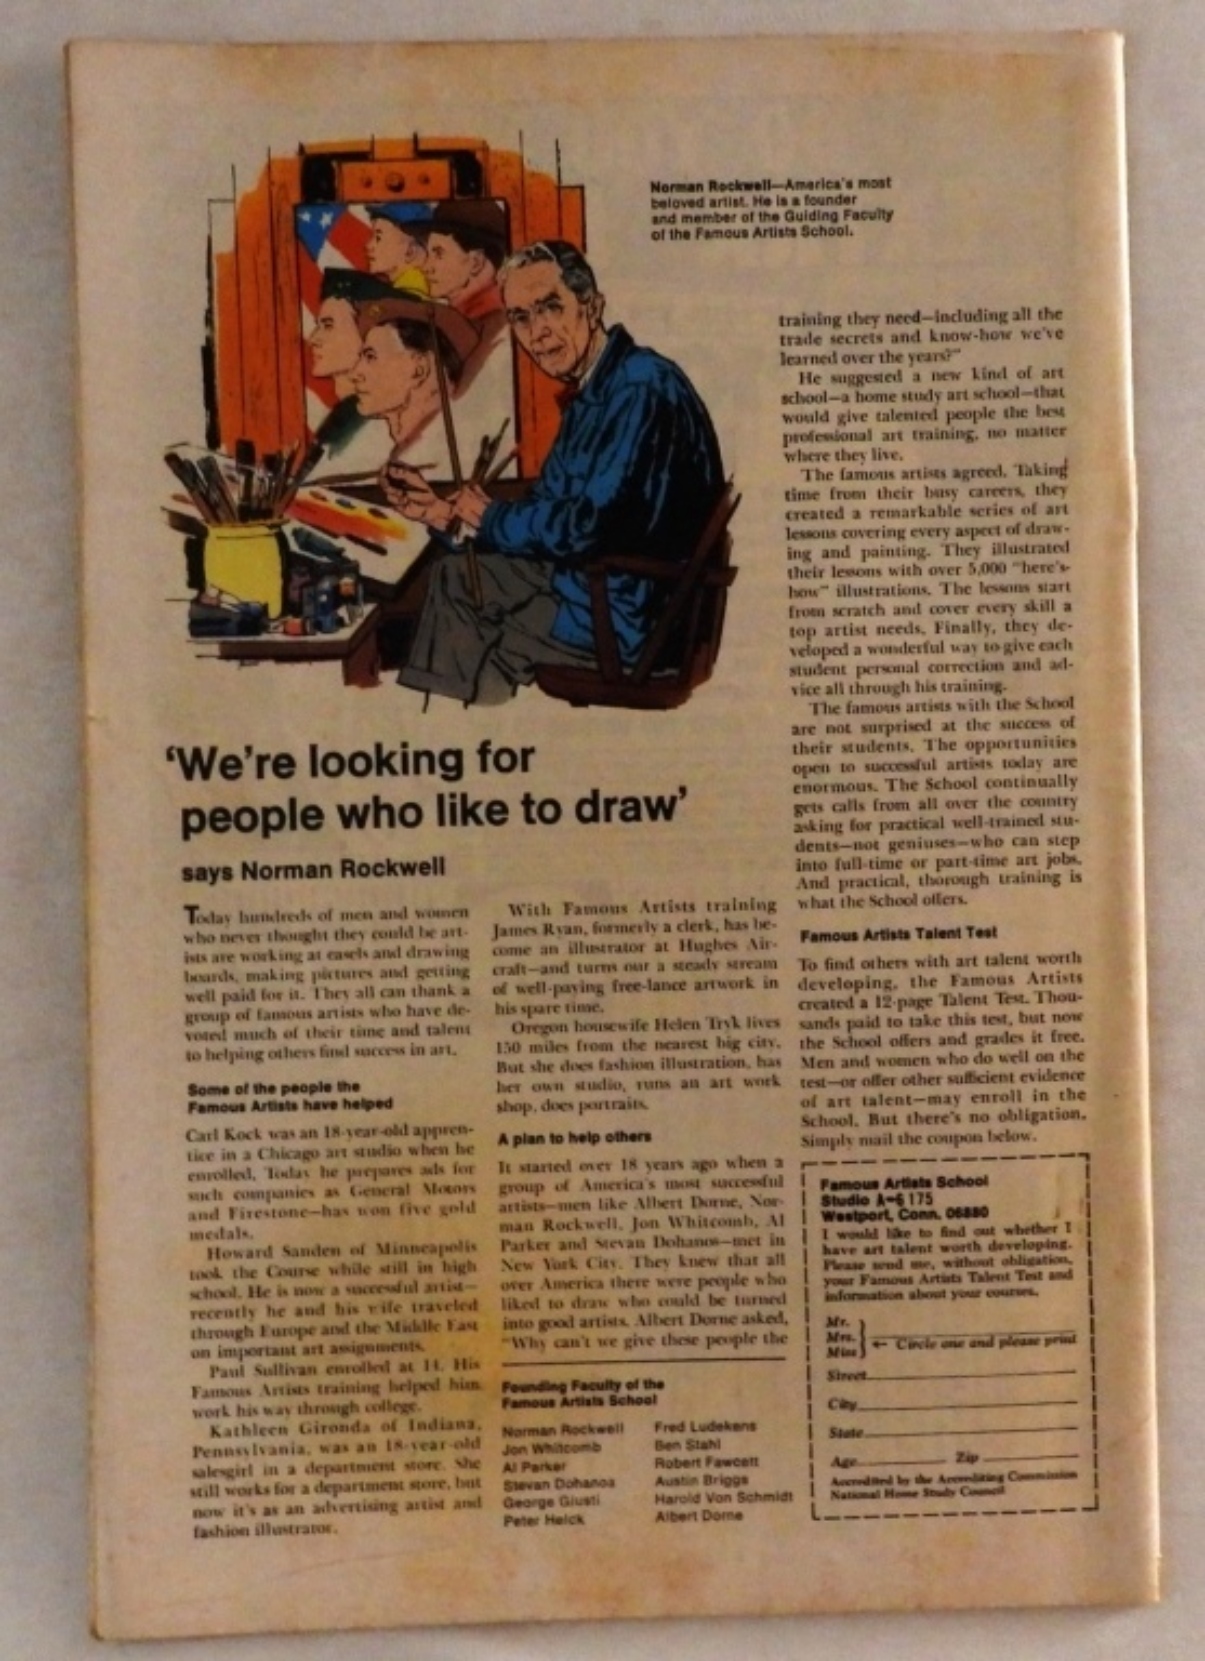 Norman Rockwell—America's most
beloved artist. He is a founder
and member of the Guiding Faculty
of the Famous Artists School.
'We're looking for
people who like to draw'
says Norman Rockwell
Today hundreds of men and women
who never thought they could be art-
ists are working at easels and drawing
boards, making pictures and getting
well paid for it. They all can thank a
group of famous artists who have de-
voted much of their time and talent
to helping others find success in art.
Some of the people the
Famous Artists have helped
Carl Kock was an 18-year-old appren-
tice in a Chicago art studio when he
enrolled. Today he prepares ads for
such companies as General Motors
and Firestone—has won five gold
medals.
Howard Sanden of Minneapolis
took the Course while still in high
school. He is now a successful artist—
recently he and his wife traveled
through Europe and the Middle East
on important art assignments.
Paul Sullivan enrolled at 14. His
Famous Artists training helped him
work his way through college.
Kathleen Gironda of Indiana,
Pennsylvania, was an 18-year-old
salesgirl in a department store. She
still works for a department store, but
now it's as an advertising artist and
fashion illustrator.
With Famous Artists training
James Ryan, formerly a clerk, has be-
come an illustrator at Hughes Air-
craft—and turns our a steady stream
of well-paying free-lance artwork in
his spare time.
Oregon housewife Helen Tryk lives
150 miles from the nearest big city.
But she does fashion illustration, has
her own studio, runs an art work
shop, does portraits.
A plan to help others
It started over 18 years ago when a
group of America's most successful
artists—men like Albert Dorne, Nor-
man Rockwell, Jon Whitcomb, Al
Parker and Stevan Dohanos—met in
New York City. They knew that all
over America there were people who
liked to draw who could be turned
into good artists. Albert Dorne asked,
"Why can't we give these people the
Founding Faculty of the
Famous Artists School
Norman Rockwell
Jon Whitcomb
Al Parker
Stevan Dohanos
George Giusti
Peter Helck
Fred Ludekens
Ben Stahl
Robert Fawcett
Austin Briggs
Harold Von Schmidt
Albert Dorne
training they need—including all the
trade secrets and know-how we've
learned over the years?"
He suggested a new kind of art
school—a home study art school—that
would give talented people the best
professional art training, no matter
where they live.
The famous artists agreed. Taking
time from their busy careers, they
created a remarkable series of art
lessons covering every aspect of draw-
ing and painting. They illustrated
their lessons with over 5,000 "here's-
how" illustrations. The lessons start
from scratch and cover every skill a
top artist needs. Finally, they de-
veloped a wonderful way to give each
student personal correction and ad-
vice all through his training.
The famous artists with the School
are not surprised at the success of
their students. The opportunities
open to successful artists today are
enormous. The School continually
gets calls from all over the country
asking for practical well-trained stu-
dents—not geniuses—who can step
into full-time or part-time art jobs.
And practical, thorough training is
what the School offers.
Famous Artists Talent Test
To find others with art talent worth
developing, the Famous Artists
created a 12-page Talent Test. Thou-
sands paid to take this test, but now
the School offers and grades it free.
Men and women who do well on the
test—or offer other sufficient evidence
of art talent—may enroll in the
School. But there's no obligation.
Simply mail the coupon below.
Famous Artists School
Studio A-6175
Westport, Conn. 06880
I would like to find out whether I
have art talent worth developing.
Please send me, without obligation,
your Famous Artists Talent Test and
information about your courses.
Mr.
Mrs. ← Circle one and please print
Miss
Street
City
State
Age Zip
Accredited by the Accrediting Commission
National Home Study Council